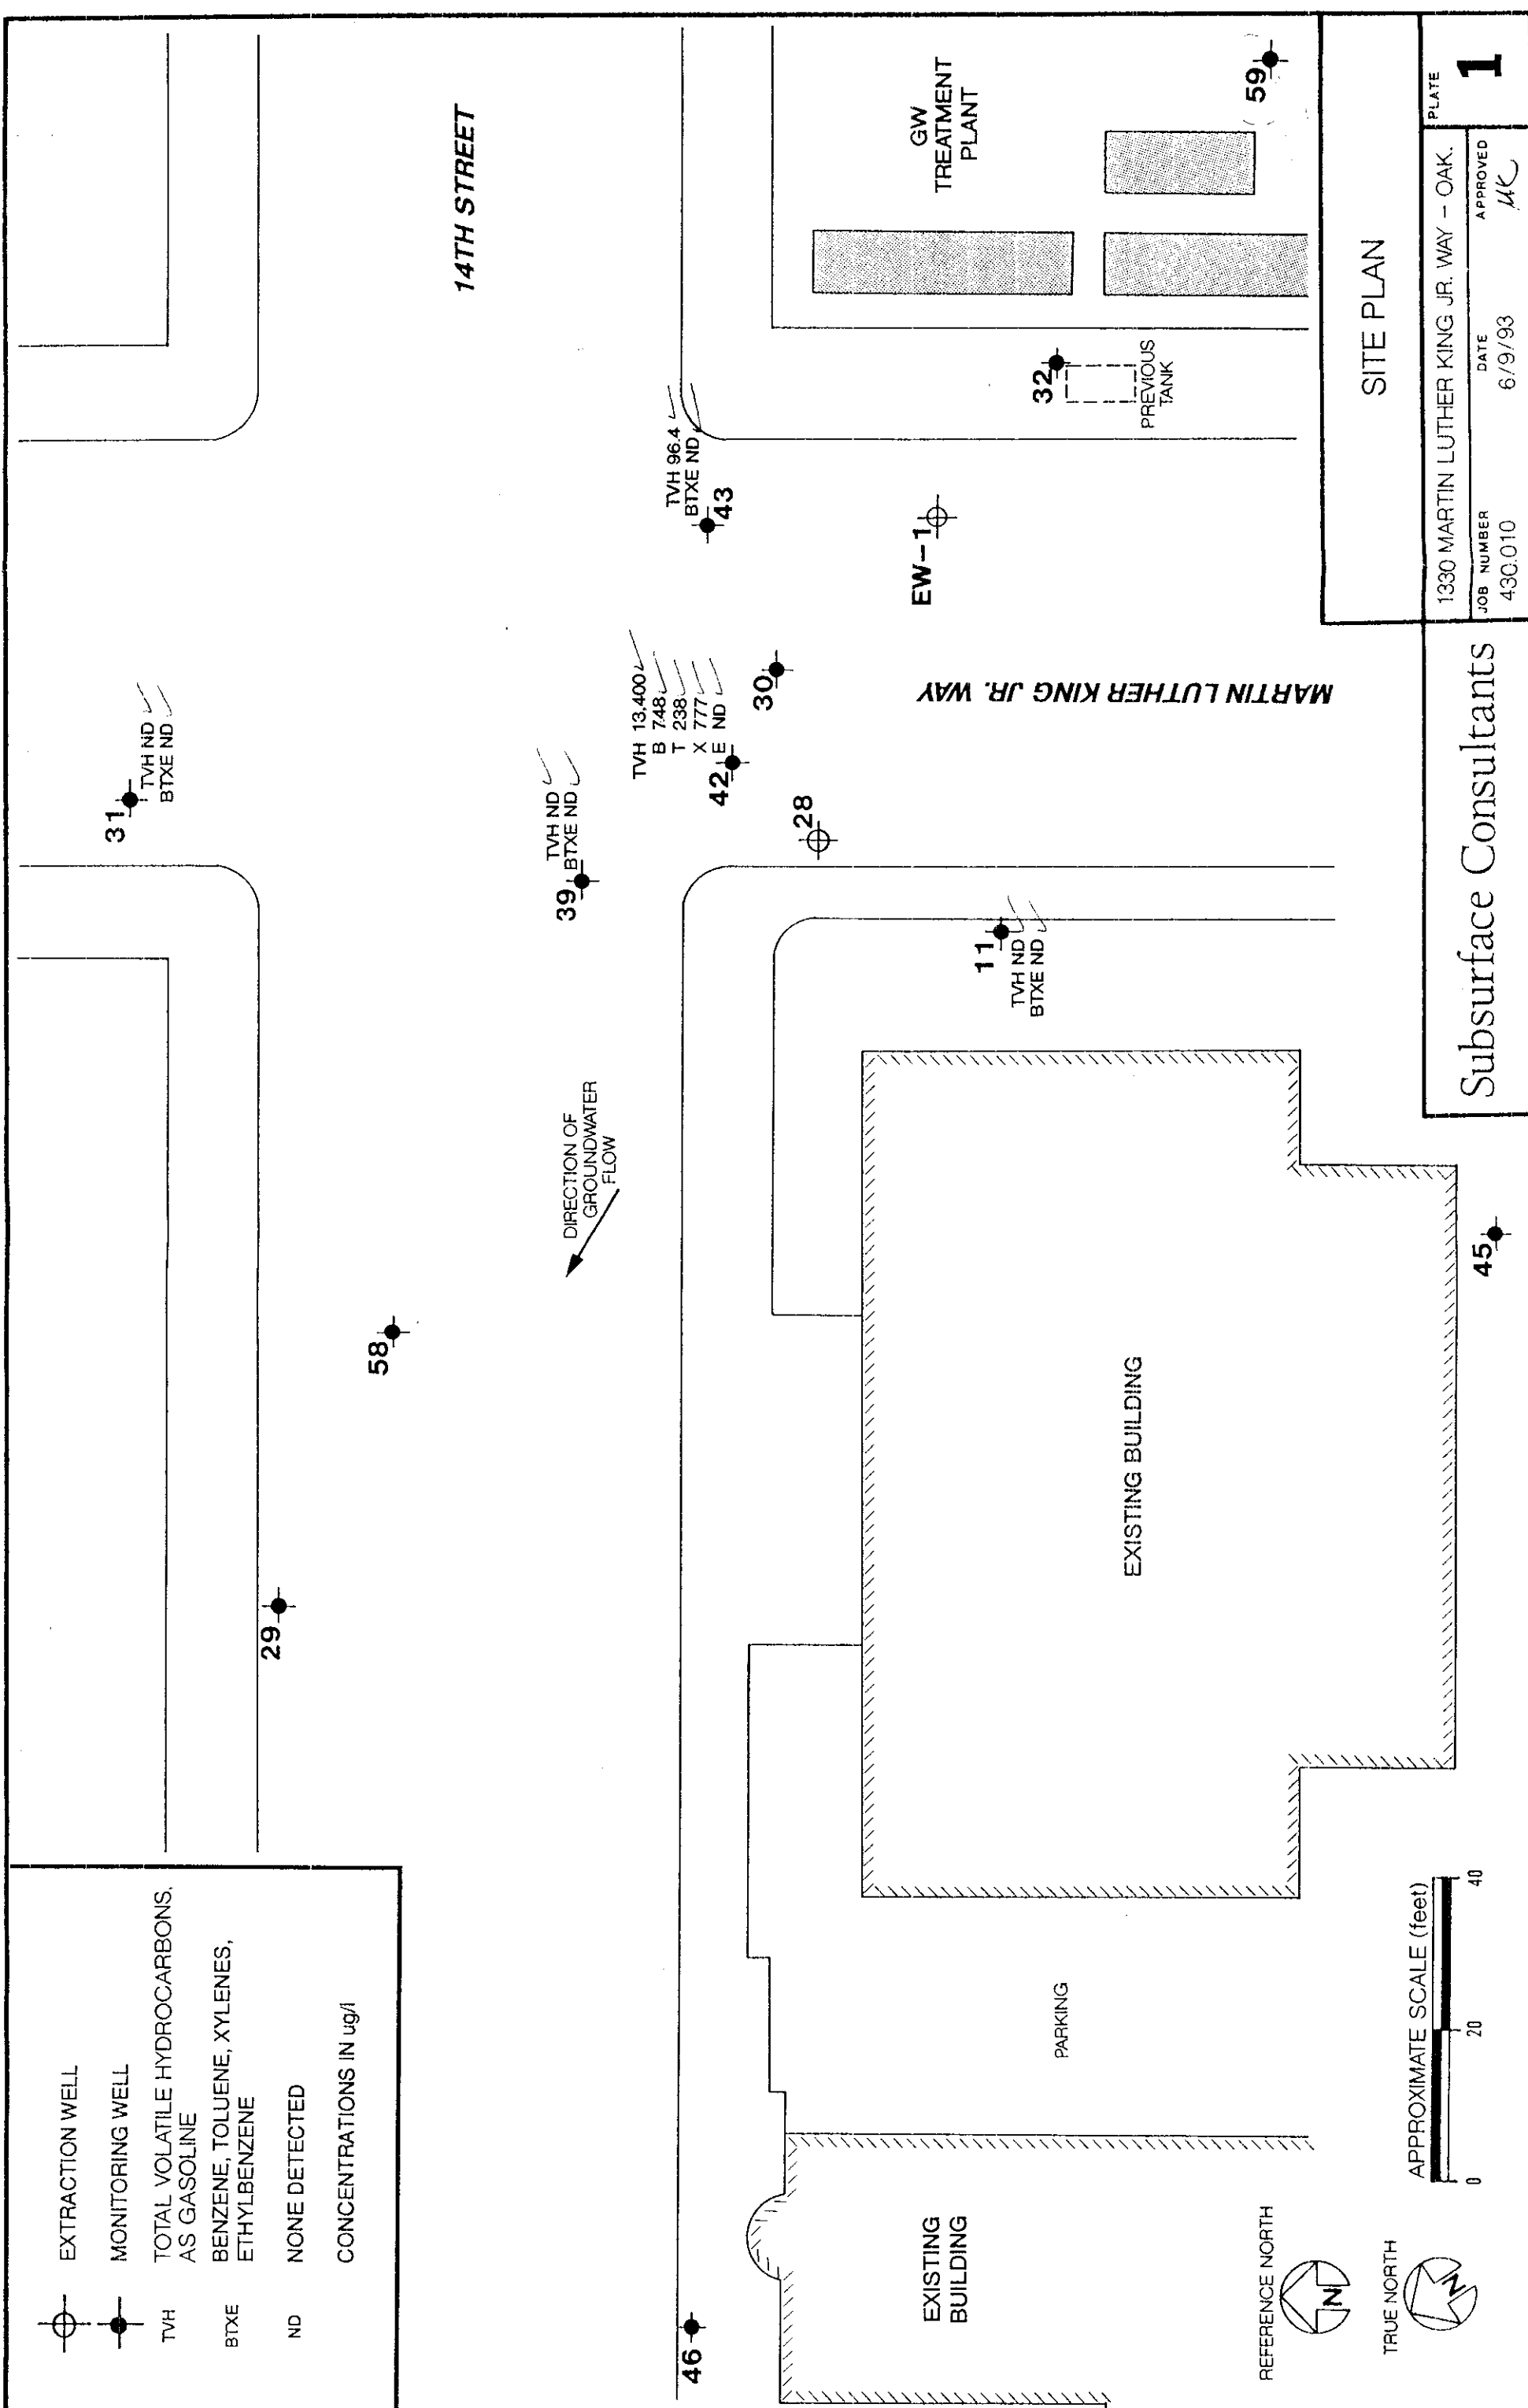 EXTRACTION WELL
MONITORING WELL
TVH TOTAL VOLATILE HYDROCARBONS,
AS GASOLINE
BTXE BENZENE, TOLUENE, XYLENES,
ETHYLBENZENE
ND NONE DETECTED
CONCENTRATIONS IN ug/l
31
TVH ND
BTXE ND
29
58
14TH STREET
39
TVH ND
BTXE ND
DIRECTION OF
GROUNDWATER
FLOW
TVH 13,400
B 748
T 238
X 777
E ND
42
TVH 96.4
BTXE ND
43
46
30
28
EW-1
GW
TREATMENT
PLANT
32
PREVIOUS
TANK
59
11
TVH ND
BTXE ND
MARTIN LUTHER KING JR. WAY
EXISTING
BUILDING
PARKING
EXISTING BUILDING
45
REFERENCE NORTH
N
TRUE NORTH
N
APPROXIMATE SCALE (feet)
0 20 40
Subsurface Consultants
SITE PLAN
1330 MARTIN LUTHER KING JR. WAY - OAK.
JOB NUMBER
430.010
DATE
6/9/93
APPROVED
PLATE
1